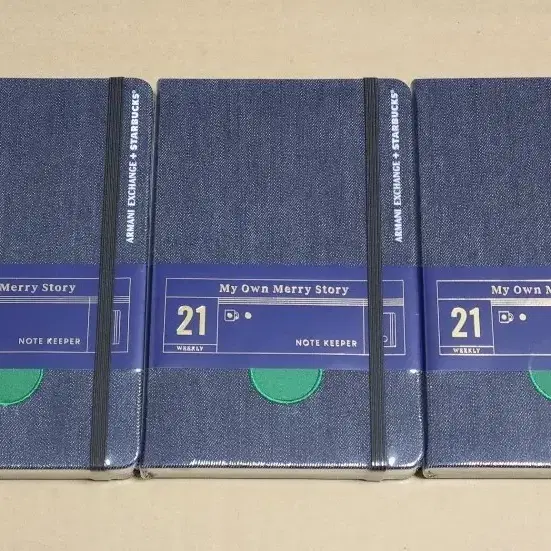 ARMANI EXCHANGE + STARBUCKS®
Merry Story
NOTE KEEPER
ARMANI EXCHANGE + STARBUCKS®
My Own Merry Story
21
WEEKLY
NOTE KEEPER
My Own M
21
WEEKLY